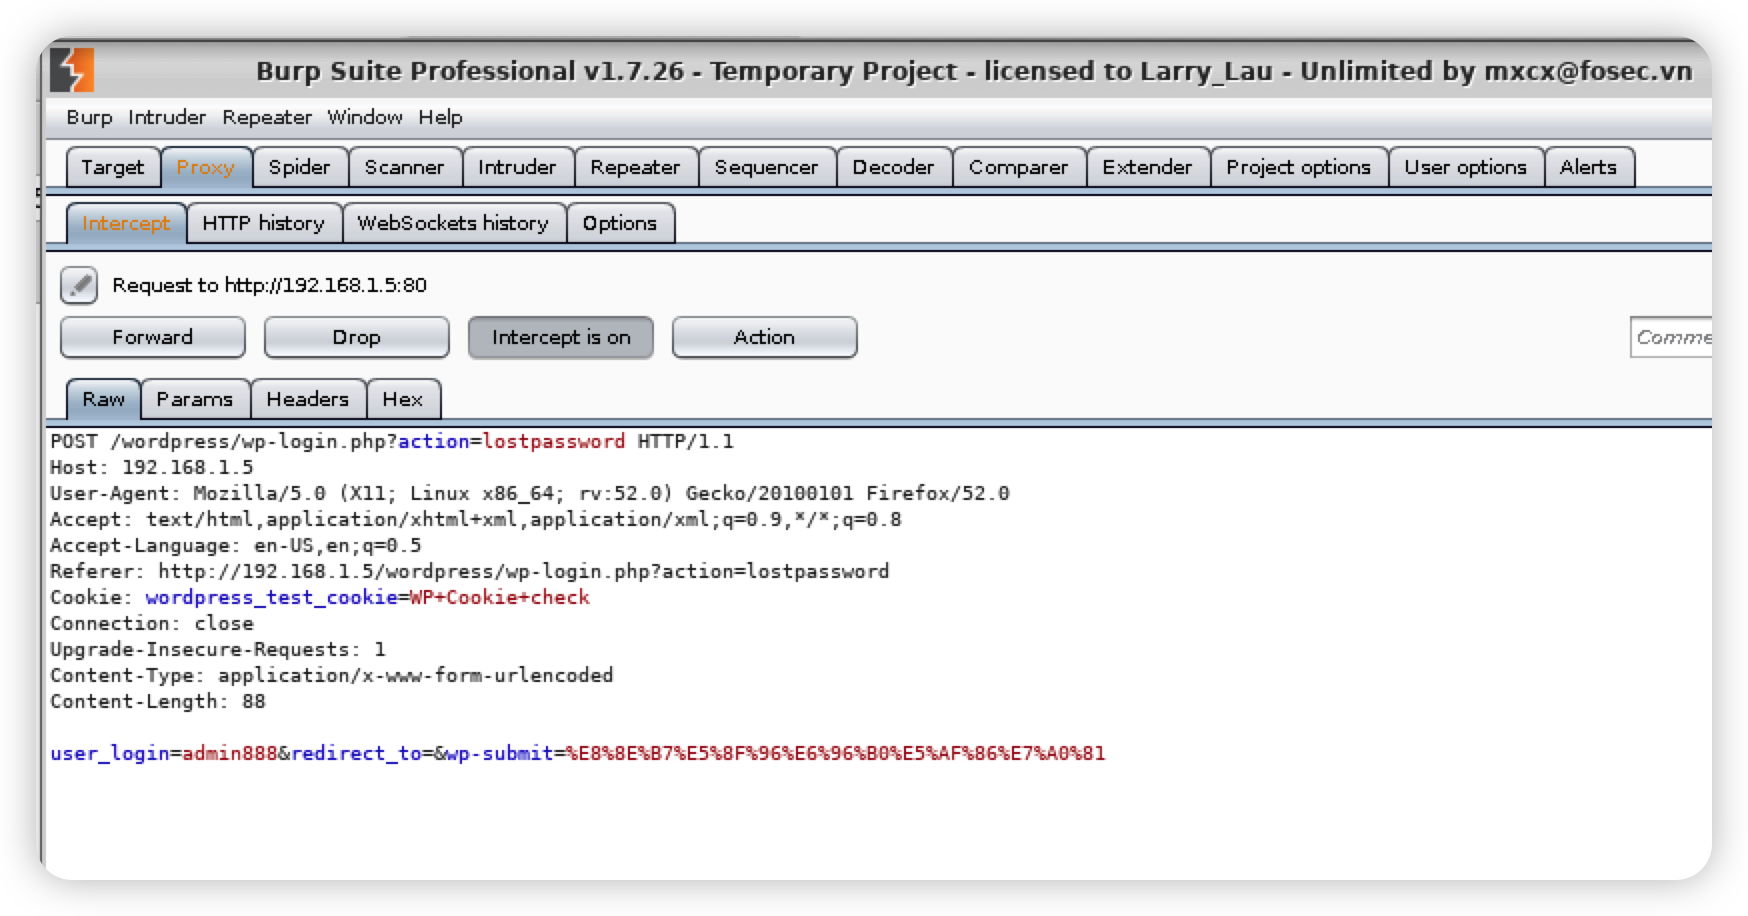 Burp Suite Professional v1.7.26 - Temporary Project - licensed to Larry_Lau - Unlimited by mxcx@fosec.vn
Burp Intruder Repeater Window Help
Target Proxy Spider Scanner Intruder Repeater Sequencer Decoder Comparer Extender Project options User options Alerts
Intercept HTTP history WebSockets history Options
Request to http://192.168.1.5:80
Forward Drop Intercept is on Action Comme
Raw Params Headers Hex
POST /wordpress/wp-login.php?action=lostpassword HTTP/1.1
Host: 192.168.1.5
User-Agent: Mozilla/5.0 (X11; Linux x86_64; rv:52.0) Gecko/20100101 Firefox/52.0
Accept: text/html,application/xhtml+xml,application/xml;q=0.9,*/*;q=0.8
Accept-Language: en-US,en;q=0.5
Referer: http://192.168.1.5/wordpress/wp-login.php?action=lostpassword
Cookie: wordpress_test_cookie=WP+Cookie+check
Connection: close
Upgrade-Insecure-Requests: 1
Content-Type: application/x-www-form-urlencoded
Content-Length: 88
user_login=admin888&redirect_to=&wp-submit=%E8%8E%B7%E5%8F%96%E6%96%B0%E5%AF%86%E7%A0%81